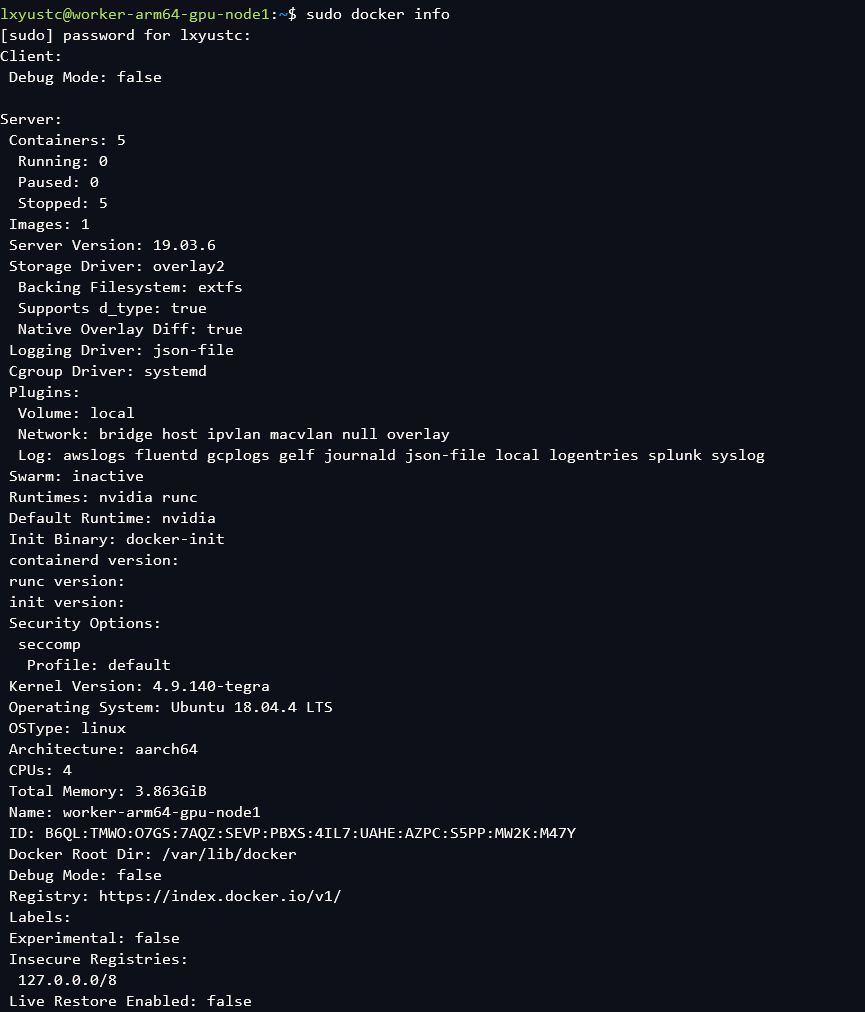 lxyustc@worker-arm64-gpu-node1:~$ sudo docker info
[sudo] password for lxyustc:
Client:
 Debug Mode: false

Server:
 Containers: 5
  Running: 0
  Paused: 0
  Stopped: 5
 Images: 1
 Server Version: 19.03.6
 Storage Driver: overlay2
  Backing Filesystem: extfs
  Supports d_type: true
  Native Overlay Diff: true
 Logging Driver: json-file
 Cgroup Driver: systemd
 Plugins:
  Volume: local
  Network: bridge host ipvlan macvlan null overlay
  Log: awslogs fluentd gcplogs gelf journald json-file local logentries splunk syslog
 Swarm: inactive
 Runtimes: nvidia runc
 Default Runtime: nvidia
 Init Binary: docker-init
 containerd version:
 runc version:
 init version:
 Security Options:
  seccomp
   Profile: default
 Kernel Version: 4.9.140-tegra
 Operating System: Ubuntu 18.04.4 LTS
 OSType: linux
 Architecture: aarch64
 CPUs: 4
 Total Memory: 3.863GiB
 Name: worker-arm64-gpu-node1
 ID: B6QL:TMWO:O7GS:7AQZ:SEVP:PBXS:4IL7:UAHE:AZPC:S5PP:MW2K:M47Y
 Docker Root Dir: /var/lib/docker
 Debug Mode: false
 Registry: https://index.docker.io/v1/
 Labels:
 Experimental: false
 Insecure Registries:
  127.0.0.0/8
 Live Restore Enabled: false